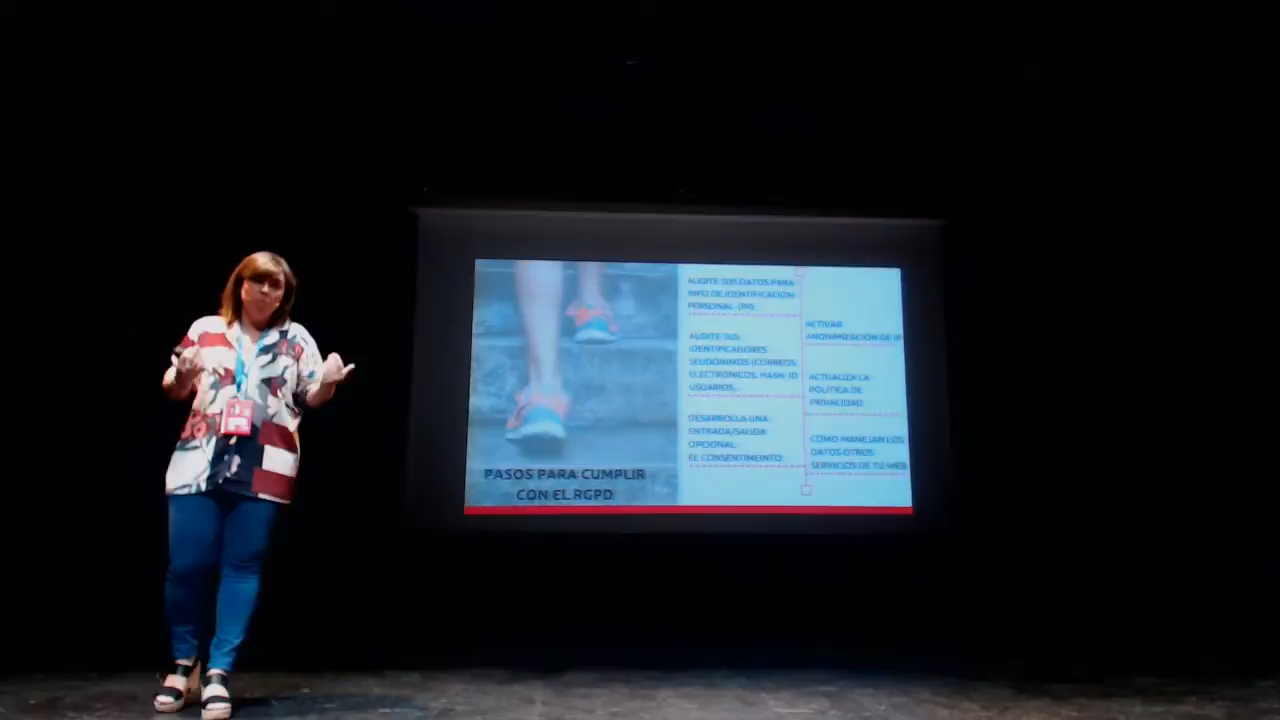 PASOS PARA CUMPLIR
CON EL RGPD
AUDITE SUS DATOS PARA
INFO DE IDENTIFICACIÓN
PERSONAL (PII)
AUDITE SUS
IDENTIFICADORES
SEUDÓNIMOS (CORREOS
ELECTRÓNICOS, HASH, ID
USUARIOS...
DESARROLLA UNA
ENTRADA/SALIDA
OPCIONAL:
EL CONSENTIMEINTO
ACTIVAR
ANONIMIZACIÓN DE IP
ACTUALIZA LA
POLÍTICA DE
PRIVACIDAD
COMO MANEJAN LOS
DATOS OTROS
SERVICIOS DE TU WEB